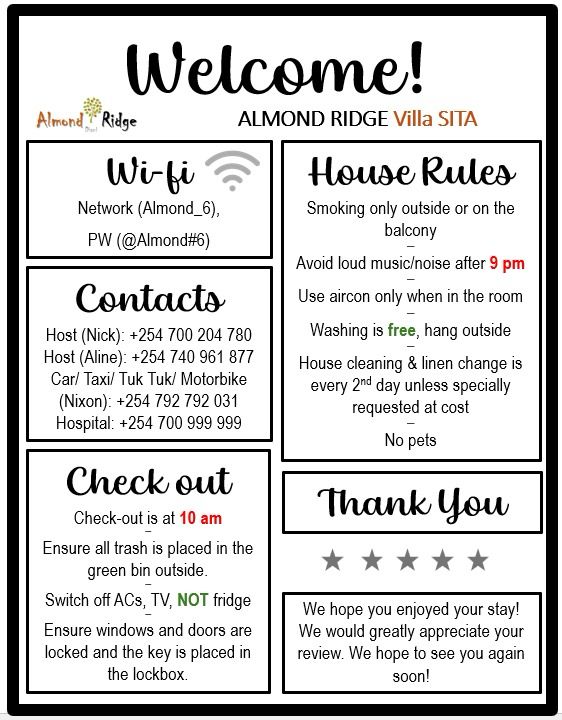 Welcome!
Almond Ridge
Diani
ALMOND RIDGE Villa SITA
Wi-fi
Network (Almond_6),
PW (@Almond#6)
Contacts
Host (Nick): +254 700 204 780
Host (Aline): +254 740 961 877
Car/ Taxi/ Tuk Tuk/ Motorbike
(Nixon): +254 792 792 031
Hospital: +254 700 999 999
Check out
Check-out is at 10 am
–
Ensure all trash is placed in the
green bin outside.
–
Switch off ACs, TV, NOT fridge
–
Ensure windows and doors are
locked and the key is placed in
the lockbox.
House Rules
Smoking only outside or on the
balcony
–
Avoid loud music/noise after 9 pm
–
Use aircon only when in the room
–
Washing is free, hang outside
–
House cleaning & linen change is
every 2nd day unless specially
requested at cost
–
No pets
Thank You
We hope you enjoyed your stay!
We would greatly appreciate your
review. We hope to see you again
soon!